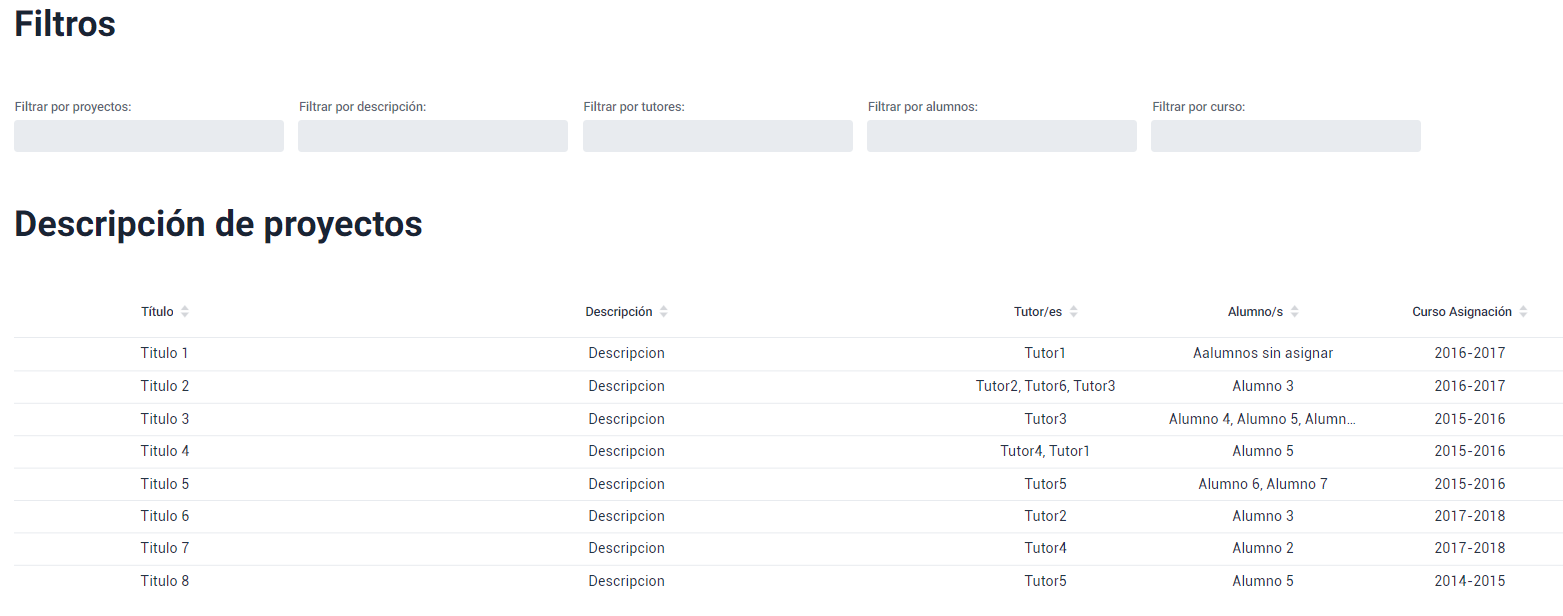 Filtros
Filtrar por proyectos: Filtrar por descripción: Filtrar por tutores: Filtrar por alumnos: Filtrar por curso:
Descripción de proyectos
Título Descripción Tutor/es Alumno/s Curso Asignación
Titulo 1 Descripcion Tutor1 Aalumnos sin asignar 2016-2017
Titulo 2 Descripcion Tutor2, Tutor6, Tutor3 Alumno 3 2016-2017
Titulo 3 Descripcion Tutor3 Alumno 4, Alumno 5, Alumn... 2015-2016
Titulo 4 Descripcion Tutor4, Tutor1 Alumno 5 2015-2016
Titulo 5 Descripcion Tutor5 Alumno 6, Alumno 7 2015-2016
Titulo 6 Descripcion Tutor2 Alumno 3 2017-2018
Titulo 7 Descripcion Tutor4 Alumno 2 2017-2018
Titulo 8 Descripcion Tutor5 Alumno 5 2014-2015